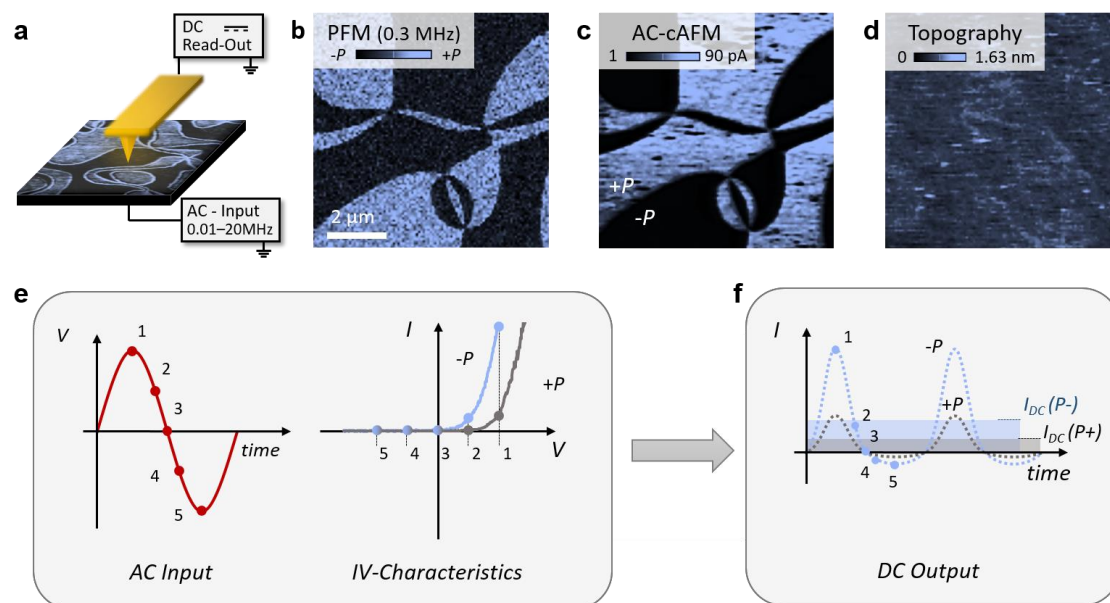 a
DC
Read-Out
AC - Input
0.01–20MHz
b
PFM (0.3 MHz)
-P
+P
2 µm
c
AC-cAFM
1
90 pA
+P
-P
d
Topography
0
1.63 nm
e
V
1
2
3
4
5
time
AC Input
I
-P
+P
V
5
4
3
2
1
IV-Characteristics
f
I
1
2
3
4
5
-P
+P
I_DC (P-)
I_DC (P+)
time
DC Output